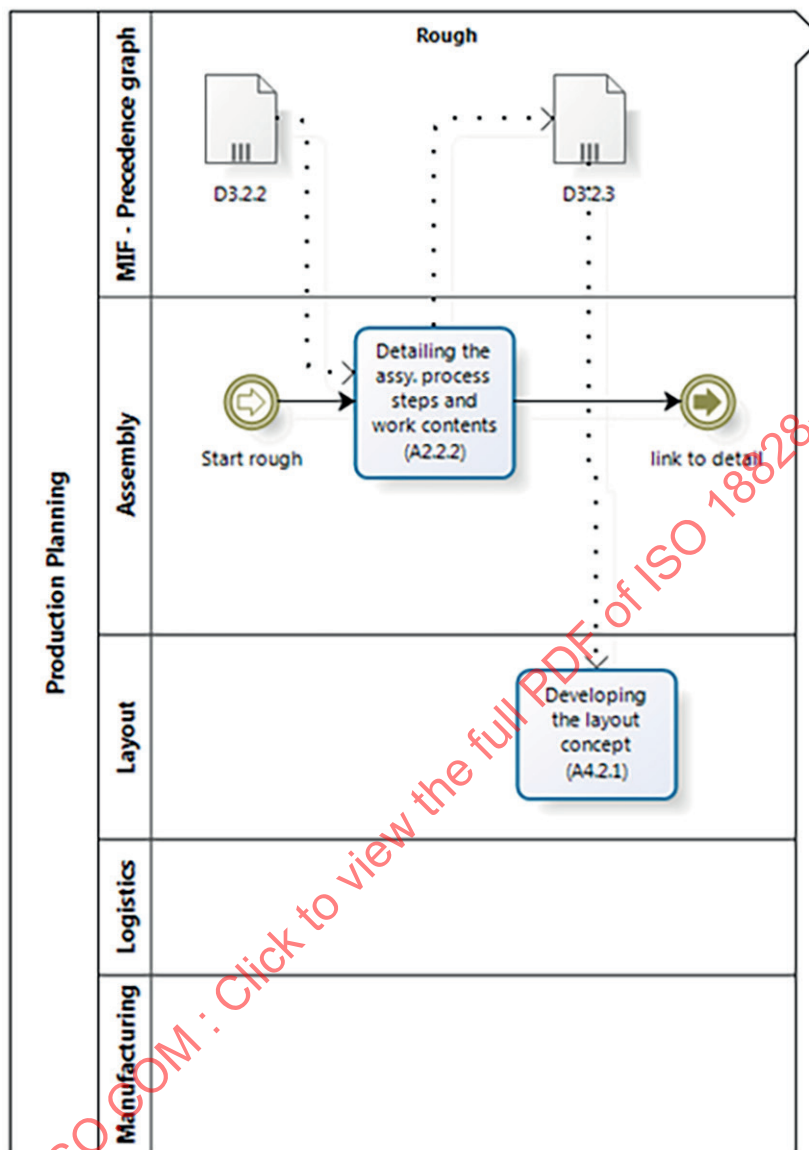 Rough
Production Planning
MIF - Precedence graph
D3.2.2
D3.2.3
Assembly
Detailing the
assy. process
steps and
work contents
(A2.2.2)
Start rough
link to detail
Layout
Developing
the layout
concept
(A4.2.1)
Logistics
Manufacturing
SO.COM : Click to view the full PDF of ISO 18828